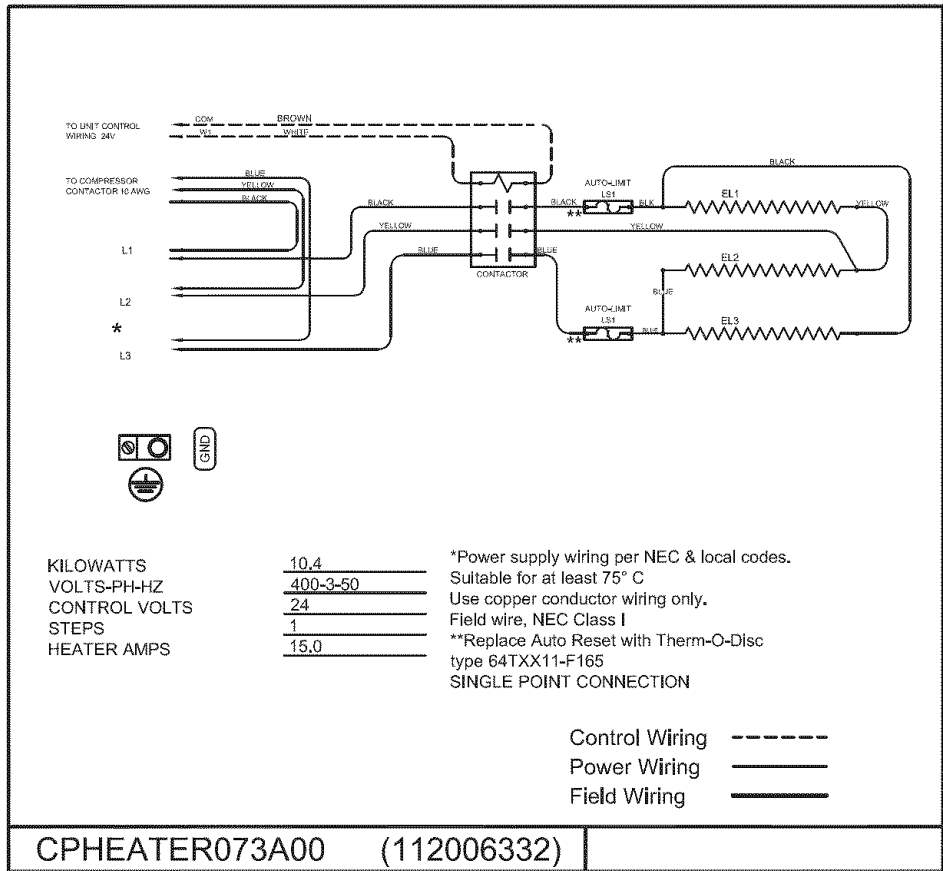 TO UNIT CONTROL
WIRING 24V
COM
BROWN
W1
WHITE
TO COMPRESSOR
CONTACTOR 18 AWG
BLUE
YELLOW
BLACK
L1
L2
*
L3
BLACK
YELLOW
BLUE
CONTACTOR
BLACK
**
AUTO-LIMIT
LS1
BLK
BLACK
EL1
YELLOW
YELLOW
EL2
BLUE
BLUE
AUTO-LIMIT
LS1
**
BLUE
EL3
GND
KILOWATTS 10.4
VOLTS-PH-HZ 400-3-50
CONTROL VOLTS 24
STEPS 1
HEATER AMPS 15.0
*Power supply wiring per NEC & local codes.
Suitable for at least 75° C
Use copper conductor wiring only.
Field wire, NEC Class I
**Replace Auto Reset with Therm-O-Disc
type 64TXX11-F165
SINGLE POINT CONNECTION
Control Wiring
Power Wiring
Field Wiring
CPHEATER073A00 (112006332)